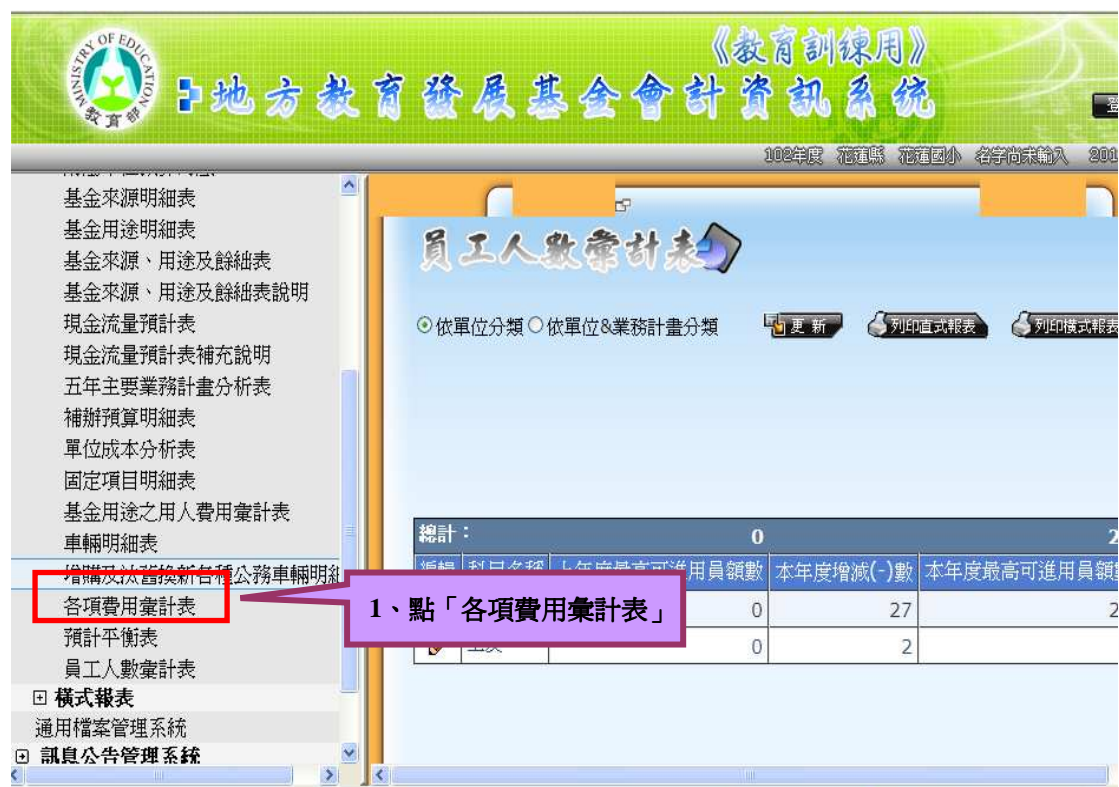 MINISTRY OF EDUCATION
教育部
《教育訓練用》
地方教育發展基金會計資訊系統
登
102年度 花蓮縣 花蓮國小 名字尚未輸入 201
基金來源明細表
基金用途明細表
基金來源、用途及餘絀表
基金來源、用途及餘絀表說明
現金流量預計表
現金流量預計表補充說明
五年主要業務計畫分析表
補辦預算明細表
單位成本分析表
固定項目明細表
基金用途之用人費用彙計表
車輛明細表
增購及汰舊換新各種公務車輛明細
各項費用彙計表
預計平衡表
員工人數彙計表
橫式報表
通用檔案管理系統
訊息公告管理系統
員工人數彙計表
依單位分類 依單位&業務計畫分類 更新 列印直式報表 列印橫式報表
總計： 0 2
編輯 科目名稱 上年度最高可進用員額數 本年度增減(-)數 本年度最高可進用員額數
0 27 2
0 2
1、點「各項費用彙計表」